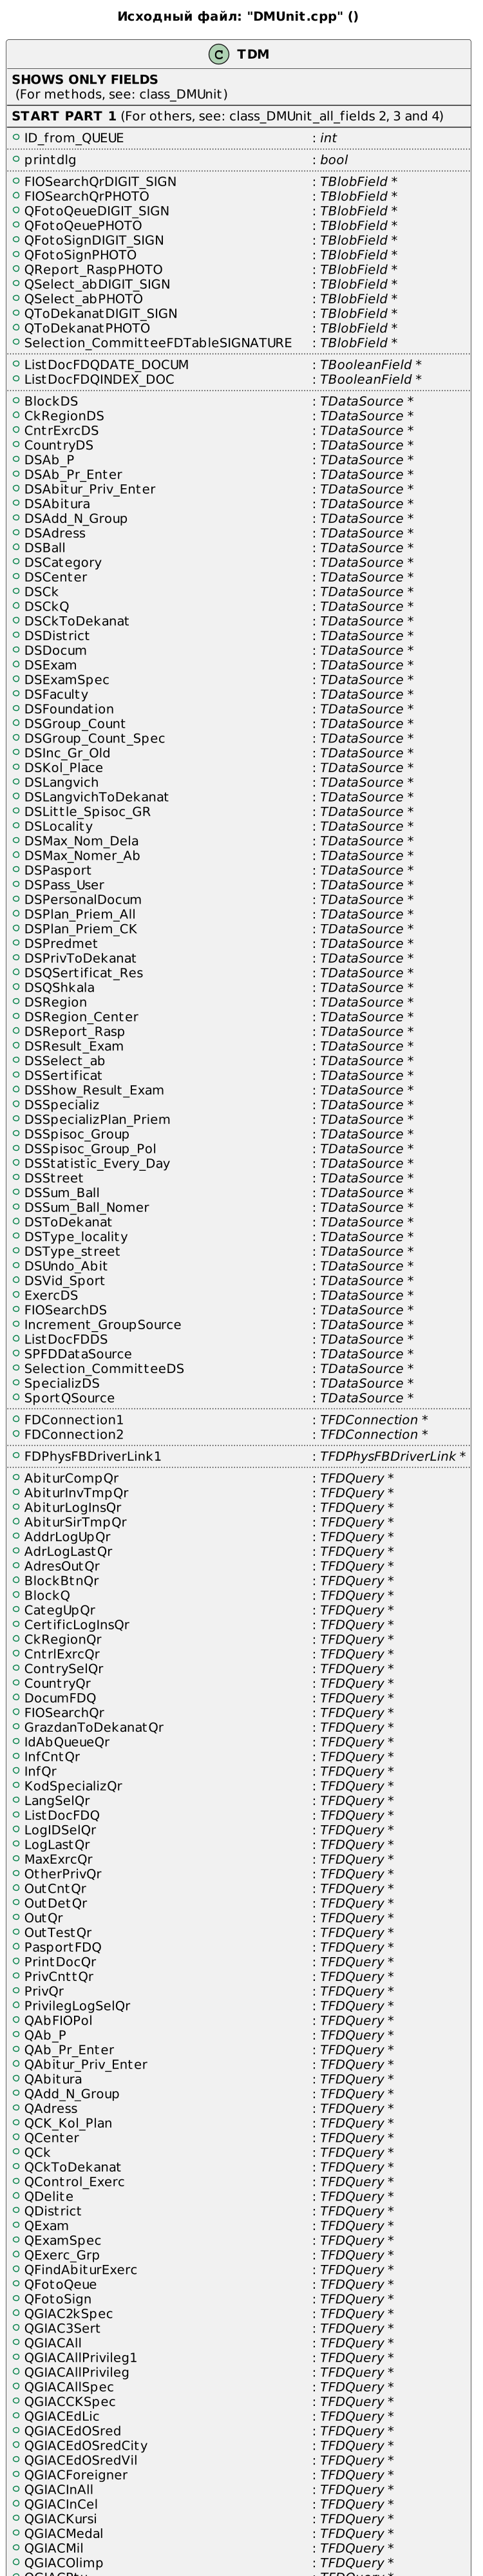 Исходный файл: "DMUnit.cpp" ()
C TDM
SHOWS ONLY FIELDS
(For methods, see: class_DMUnit)
START PART 1 (For others, see: class_DMUnit_all_fields 2, 3 and 4)
ID_from_QUEUE : int
printdlg : bool
FIOSearchQrDIGIT_SIGN : TBlobField *
FIOSearchQrPHOTO : TBlobField *
QFotoQeueDIGIT_SIGN : TBlobField *
QFotoQeuePHOTO : TBlobField *
QFotoSignDIGIT_SIGN : TBlobField *
QFotoSignPHOTO : TBlobField *
QReport_RaspPHOTO : TBlobField *
QSelect_abDIGIT_SIGN : TBlobField *
QSelect_abPHOTO : TBlobField *
QToDekanatDIGIT_SIGN : TBlobField *
QToDekanatPHOTO : TBlobField *
Selection_CommitteeFDTableSIGNATURE : TBlobField *
ListDocFDQDATE_DOCUM : TBooleanField *
ListDocFDQINDEX_DOC : TBooleanField *
BlockDS : TDataSource *
CkRegionDS : TDataSource *
CntrExrcDS : TDataSource *
CountryDS : TDataSource *
DSAb_P : TDataSource *
DSAb_Pr_Enter : TDataSource *
DSAbitur_Priv_Enter : TDataSource *
DSAbitura : TDataSource *
DSAdd_N_Group : TDataSource *
DSAdress : TDataSource *
DSBall : TDataSource *
DSCategory : TDataSource *
DSCenter : TDataSource *
DSCk : TDataSource *
DSCkQ : TDataSource *
DSCkToDekanat : TDataSource *
DSDistrict : TDataSource *
DSDocum : TDataSource *
DSExam : TDataSource *
DSExamSpec : TDataSource *
DSFaculty : TDataSource *
DSFoundation : TDataSource *
DSGroup_Count : TDataSource *
DSGroup_Count_Spec : TDataSource *
DSInc_Gr_Old : TDataSource *
DSKol_Place : TDataSource *
DSLangvich : TDataSource *
DSLangvichToDekanat : TDataSource *
DSLittle_Spisoc_GR : TDataSource *
DSLocality : TDataSource *
DSMax_Nom_Dela : TDataSource *
DSMax_Nomer_Ab : TDataSource *
DSPasport : TDataSource *
DSPass_User : TDataSource *
DSPersonalDocum : TDataSource *
DSPlan_Priem_All : TDataSource *
DSPlan_Priem_CK : TDataSource *
DSPredmet : TDataSource *
DSPrivToDekanat : TDataSource *
DSQSertificat_Res : TDataSource *
DSQShkala : TDataSource *
DSRegion : TDataSource *
DSRegion_Center : TDataSource *
DSReport_Rasp : TDataSource *
DSResult_Exam : TDataSource *
DSSelect_ab : TDataSource *
DSSertificat : TDataSource *
DSShow_Result_Exam : TDataSource *
DSSpecializ : TDataSource *
DSSpecializPlan_Priem : TDataSource *
DSSpisoc_Group : TDataSource *
DSSpisoc_Group_Pol : TDataSource *
DSStatistic_Every_Day : TDataSource *
DSStreet : TDataSource *
DSSum_Ball : TDataSource *
DSSum_Ball_Nomer : TDataSource *
DSToDekanat : TDataSource *
DSType_locality : TDataSource *
DSType_street : TDataSource *
DSUndo_Abit : TDataSource *
DSVid_Sport : TDataSource *
ExercDS : TDataSource *
FIOSearchDS : TDataSource *
Increment_GroupSource : TDataSource *
ListDocFDDS : TDataSource *
SPFDDataSource : TDataSource *
Selection_CommitteeDS : TDataSource *
SpecializDS : TDataSource *
SportQSource : TDataSource *
FDConnection1 : TFDConnection *
FDConnection2 : TFDConnection *
FDPhysFBDriverLink1 : TFDPhysFBDriverLink *
AbiturCompQr : TFDQuery *
AbiturInvTmpQr : TFDQuery *
AbiturLogInsQr : TFDQuery *
AbiturSirTmpQr : TFDQuery *
AddrLogUpQr : TFDQuery *
AdrLogLastQr : TFDQuery *
AdresOutQr : TFDQuery *
BlockBtnQr : TFDQuery *
BlockQ : TFDQuery *
CategUpQr : TFDQuery *
CertificLogInsQr : TFDQuery *
CkRegionQr : TFDQuery *
CntrlExrcQr : TFDQuery *
ContrySelQr : TFDQuery *
CountryQr : TFDQuery *
DocumFDQ : TFDQuery *
FIOSearchQr : TFDQuery *
GrazdanToDekanatQr : TFDQuery *
IdAbQueueQr : TFDQuery *
InfCntQr : TFDQuery *
InfQr : TFDQuery *
KodSpecializQr : TFDQuery *
LangSelQr : TFDQuery *
ListDocFDQ : TFDQuery *
LogIDSelQr : TFDQuery *
LogLastQr : TFDQuery *
MaxExrcQr : TFDQuery *
OtherPrivQr : TFDQuery *
OutCntQr : TFDQuery *
OutDetQr : TFDQuery *
OutQr : TFDQuery *
OutTestQr : TFDQuery *
PasportFDQ : TFDQuery *
PrintDocQr : TFDQuery *
PrivCnttQr : TFDQuery *
PrivQr : TFDQuery *
PrivilegLogSelQr : TFDQuery *
QAbFIOPol : TFDQuery *
QAb_P : TFDQuery *
QAb_Pr_Enter : TFDQuery *
QAbitur_Priv_Enter : TFDQuery *
QAbitura : TFDQuery *
QAdd_N_Group : TFDQuery *
QAdress : TFDQuery *
QCK_Kol_Plan : TFDQuery *
QCenter : TFDQuery *
QCk : TFDQuery *
QCkToDekanat : TFDQuery *
QControl_Exerc : TFDQuery *
QDelite : TFDQuery *
QDistrict : TFDQuery *
QExam : TFDQuery *
QExamSpec : TFDQuery *
QExerc_Grp : TFDQuery *
QFindAbiturExerc : TFDQuery *
QFotoQeue : TFDQuery *
QFotoSign : TFDQuery *
QGIAC2kSpec : TFDQuery *
QGIAC3Sert : TFDQuery *
QGIACAll : TFDQuery *
QGIACAllPrivileg1 : TFDQuery *
QGIACAllPrivileg : TFDQuery *
QGIACAllSpec : TFDQuery *
QGIACCKSpec : TFDQuery *
QGIACEdLic : TFDQuery *
QGIACEdOSred : TFDQuery *
QGIACEdOSredCity : TFDQuery *
QGIACEdOSredVil : TFDQuery *
QGIACForeigner : TFDQuery *
QGIACInAll : TFDQuery *
QGIACInCel : TFDQuery *
QGIACKursi : TFDQuery *
QGIACMedal : TFDQuery *
QGIACMil : TFDQuery *
QGIACOlimp : TFDQuery *